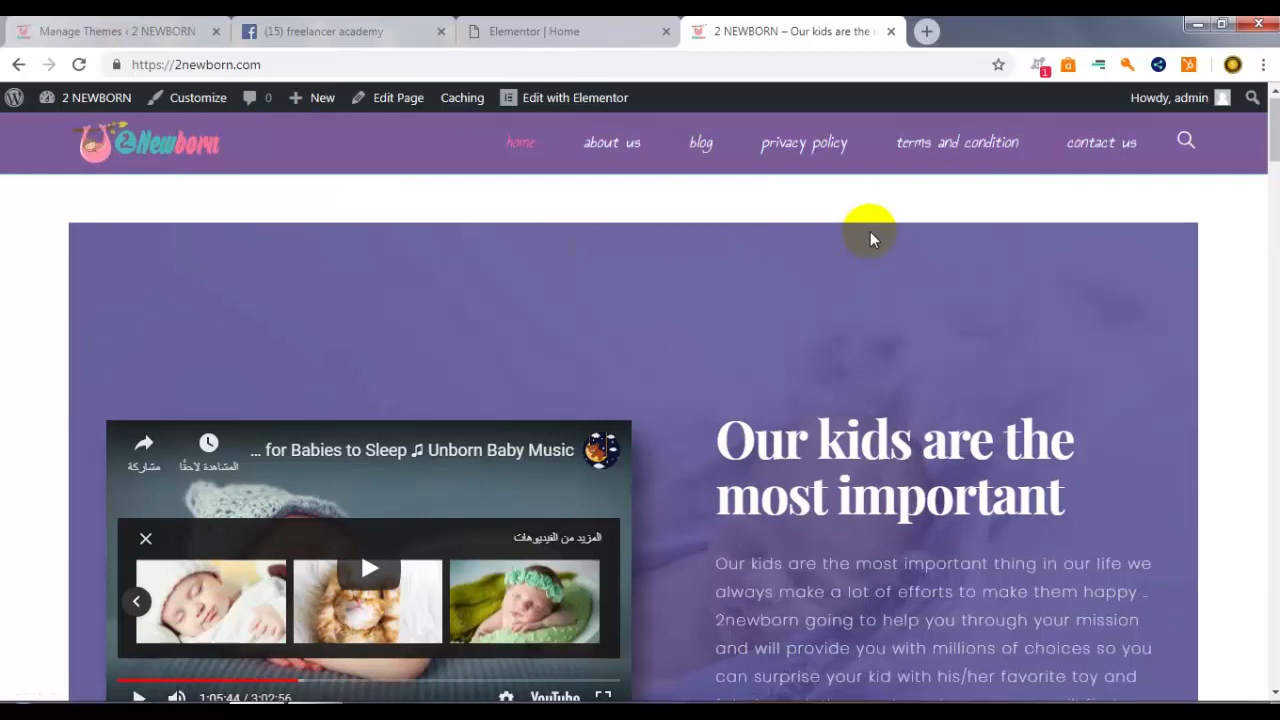 Manage Themes ‹ 2 NEWBORN
(15) freelancer academy
Elementor | Home
2 NEWBORN – Our kids are the
https://2newborn.com
1
2 NEWBORN
Customize
0
New
Edit Page
Caching
Edit with Elementor
Howdy, admin
2Newborn
home
about us
blog
privacy policy
terms and condition
contact us
... for Babies to Sleep ♫ Unborn Baby Music
مشاركة
المشاهدة لاحقًا
المزيد من الفيديوهات
1:05:44 / 3:02:56
YouTube
Our kids are the
most important
Our kids are the most important thing in our life we
always make a lot of efforts to make them happy ..
2newborn going to help you through your mission
and will provide you with millions of choices so you
can surprise your kid with his/her favorite toy and